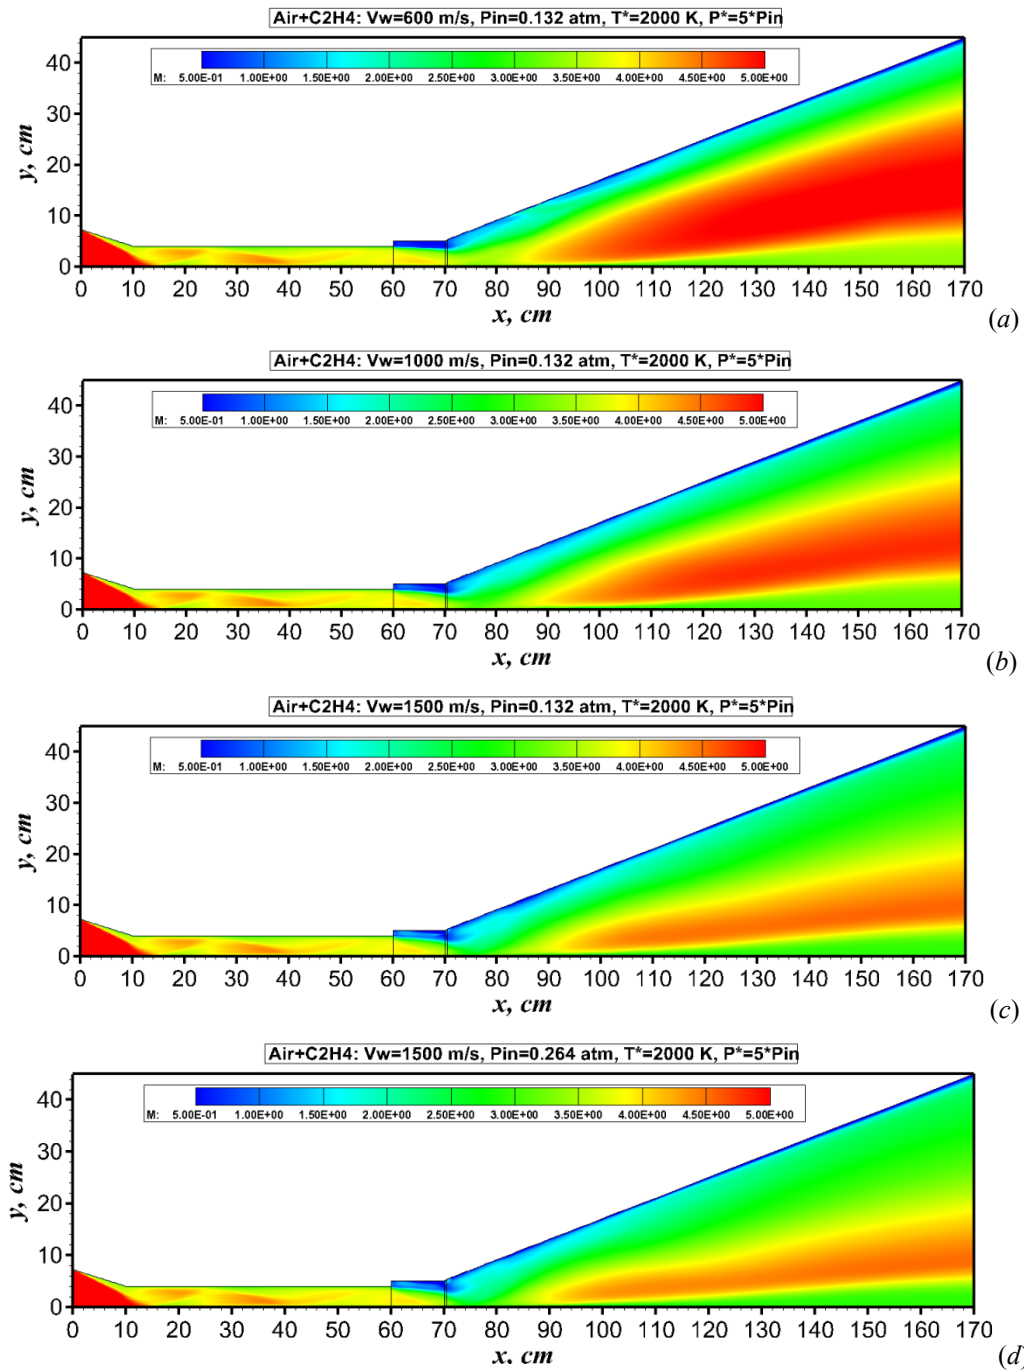 Air+C2H4: Vw=600 m/s, Pin=0.132 atm, T*=2000 K, P*=5*Pin
M: 5.00E-01 1.00E+00 1.50E+00 2.00E+00 2.50E+00 3.00E+00 3.50E+00 4.00E+00 4.50E+00 5.00E+00
40
30
20
10
0
y, cm
0 10 20 30 40 50 60 70 80 90 100 110 120 130 140 150 160 170
x, cm
(a)
Air+C2H4: Vw=1000 m/s, Pin=0.132 atm, T*=2000 K, P*=5*Pin
M: 5.00E-01 1.00E+00 1.50E+00 2.00E+00 2.50E+00 3.00E+00 3.50E+00 4.00E+00 4.50E+00 5.00E+00
40
30
20
10
0
y, cm
0 10 20 30 40 50 60 70 80 90 100 110 120 130 140 150 160 170
x, cm
(b)
Air+C2H4: Vw=1500 m/s, Pin=0.132 atm, T*=2000 K, P*=5*Pin
M: 5.00E-01 1.00E+00 1.50E+00 2.00E+00 2.50E+00 3.00E+00 3.50E+00 4.00E+00 4.50E+00 5.00E+00
40
30
20
10
0
y, cm
0 10 20 30 40 50 60 70 80 90 100 110 120 130 140 150 160 170
x, cm
(c)
Air+C2H4: Vw=1500 m/s, Pin=0.264 atm, T*=2000 K, P*=5*Pin
M: 5.00E-01 1.00E+00 1.50E+00 2.00E+00 2.50E+00 3.00E+00 3.50E+00 4.00E+00 4.50E+00 5.00E+00
40
30
20
10
0
y, cm
0 10 20 30 40 50 60 70 80 90 100 110 120 130 140 150 160 170
x, cm
(d)